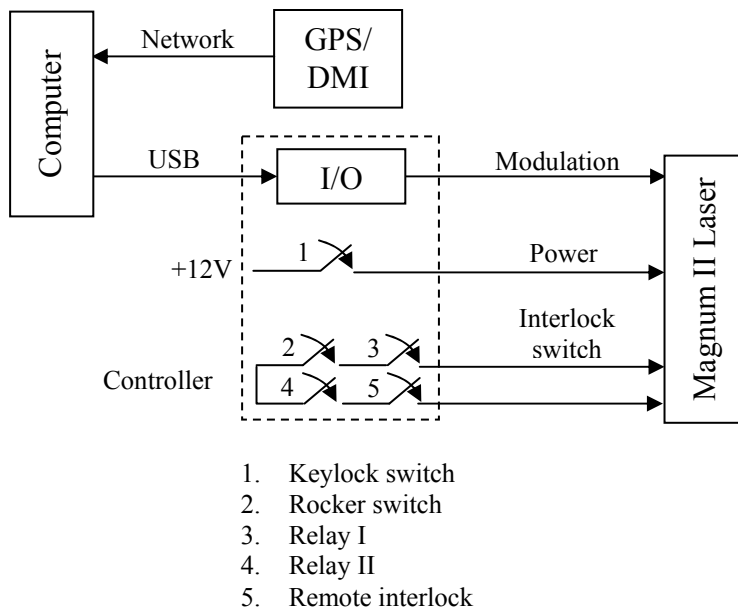 Network
GPS/
DMI
Computer
USB
I/O
Modulation
Magnum II Laser
+12V
1
Power
Interlock
switch
2
3
Controller
4
5
1. Keylock switch
2. Rocker switch
3. Relay I
4. Relay II
5. Remote interlock